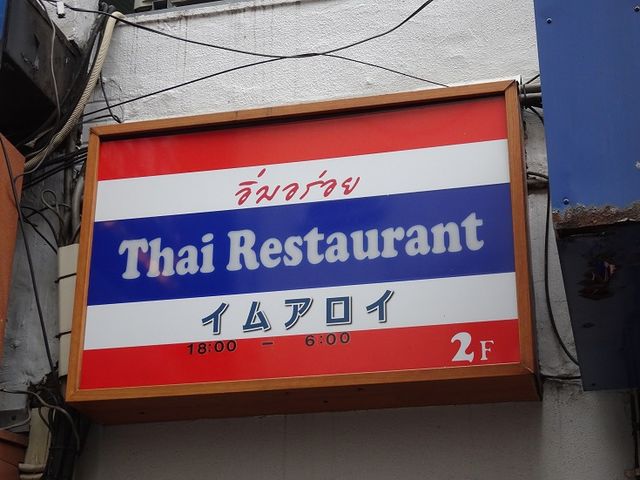 อิ่มอร่อย
Thai Restaurant
イムアロイ
18:00 － 6:00
2F